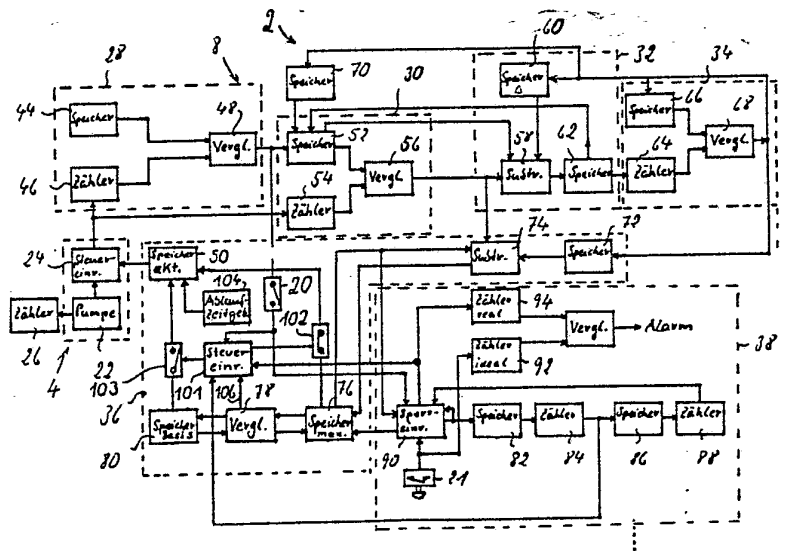 2
60
32
34
28
8
Speicher
70
Speicher
Δ
44
Speicher
48
30
Speicher
66
68
Vergl.
52
Speicher
58
62
64
Vergl.
46
Zähler
56
Vergl.
Substr.
Speicher
Zähler
54
Zähler
74
72
24
Steuer
einr.
Speicher
akt.
50
Substr.
Speicher
104
Ablauf-
zeitgeb.
20
Zähler
Pumpe
102
Zähler
real
94
26
1
22
Vergl.
Alarm
4
103
101
Steuer
einr.
Zähler
ideal
92
38
36
106
78
76
Speicher
Basis
Vergl.
Speicher
max.
Sperr-
einr.
Speicher
Zähler
Speicher
Zähler
80
90
82
84
86
88
21